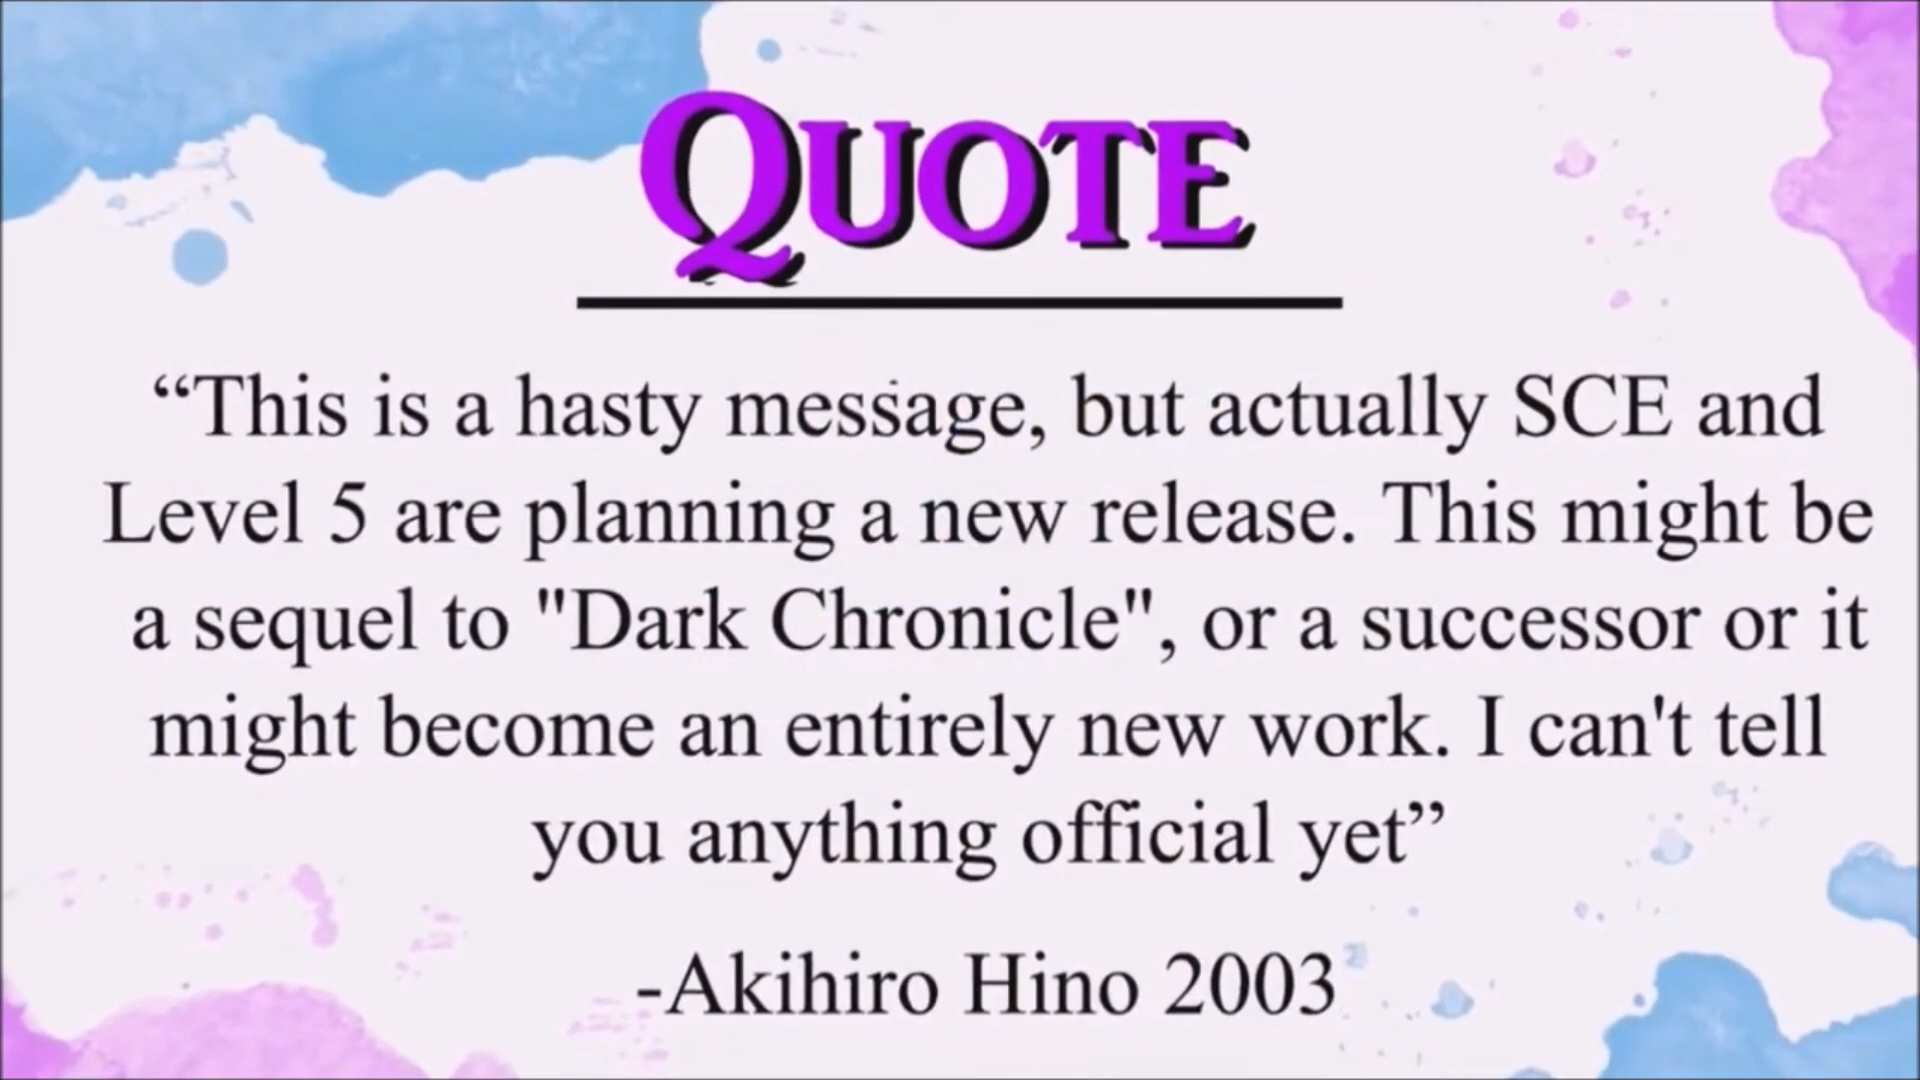 QUOTE
“This is a hasty message, but actually SCE and
Level 5 are planning a new release. This might be
a sequel to "Dark Chronicle", or a successor or it
might become an entirely new work. I can't tell
you anything official yet”
-Akihiro Hino 2003